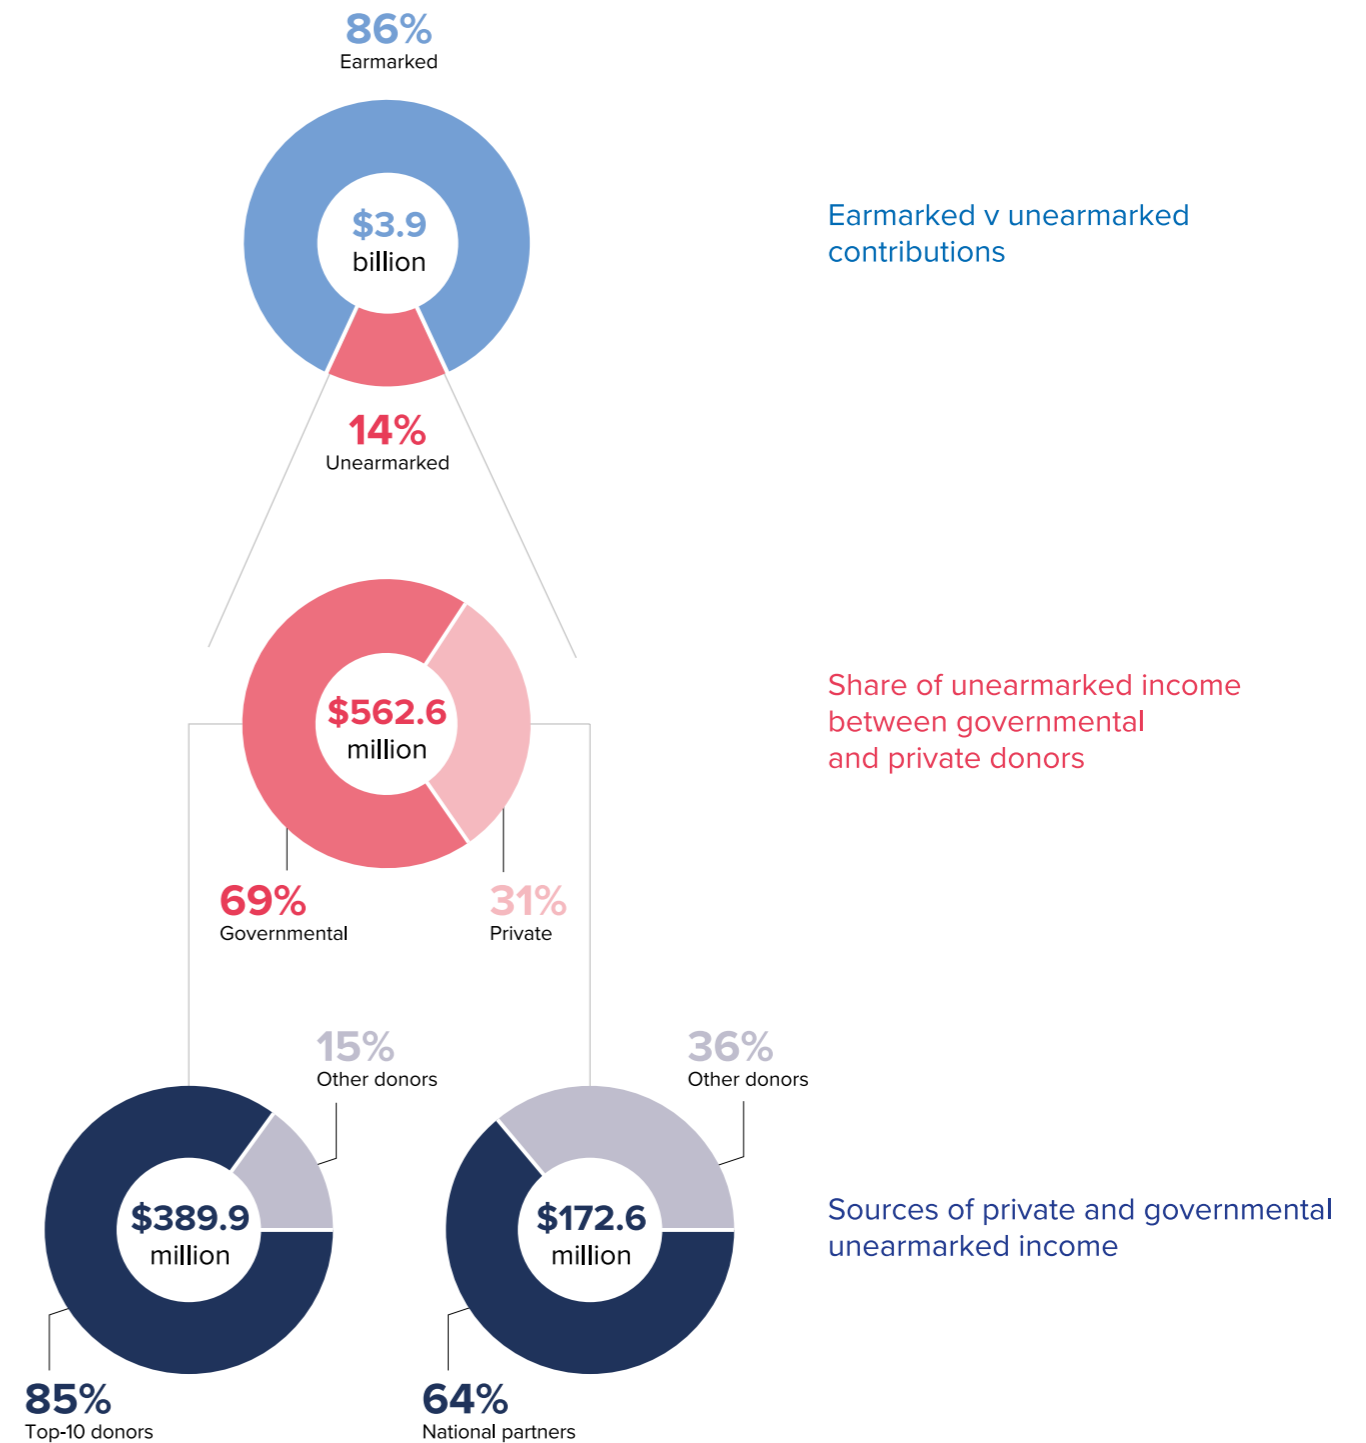 86%
Earmarked
$3.9
billion
Earmarked v unearmarked
contributions
14%
Unearmarked
$562.6
million
Share of unearmarked income
between governmental
and private donors
69%
Governmental
31%
Private
15%
Other donors
36%
Other donors
$389.9
million
$172.6
million
Sources of private and governmental
unearmarked income
85%
Top-10 donors
64%
National partners